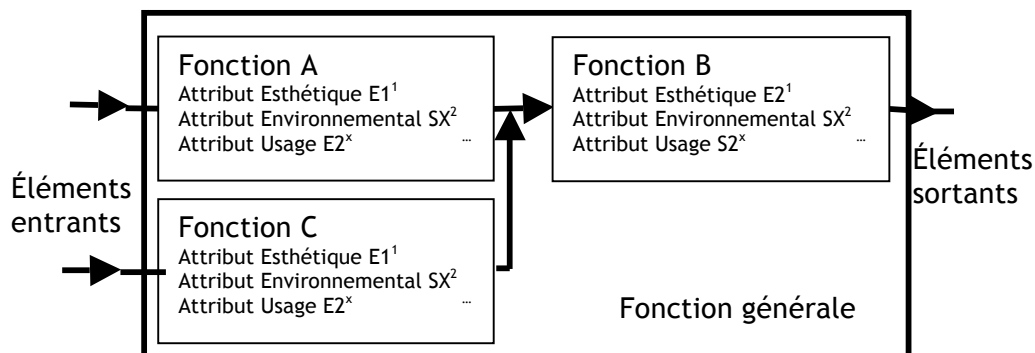 Fonction A
Attribut Esthétique E1¹
Attribut Environnemental SX²
Attribut Usage E2ˣ ...
Fonction B
Attribut Esthétique E2¹
Attribut Environnemental SX²
Attribut Usage S2ˣ ...
Éléments
entrants
Éléments
sortants
Fonction C
Attribut Esthétique E1¹
Attribut Environnemental SX²
Attribut Usage E2ˣ ...
Fonction générale